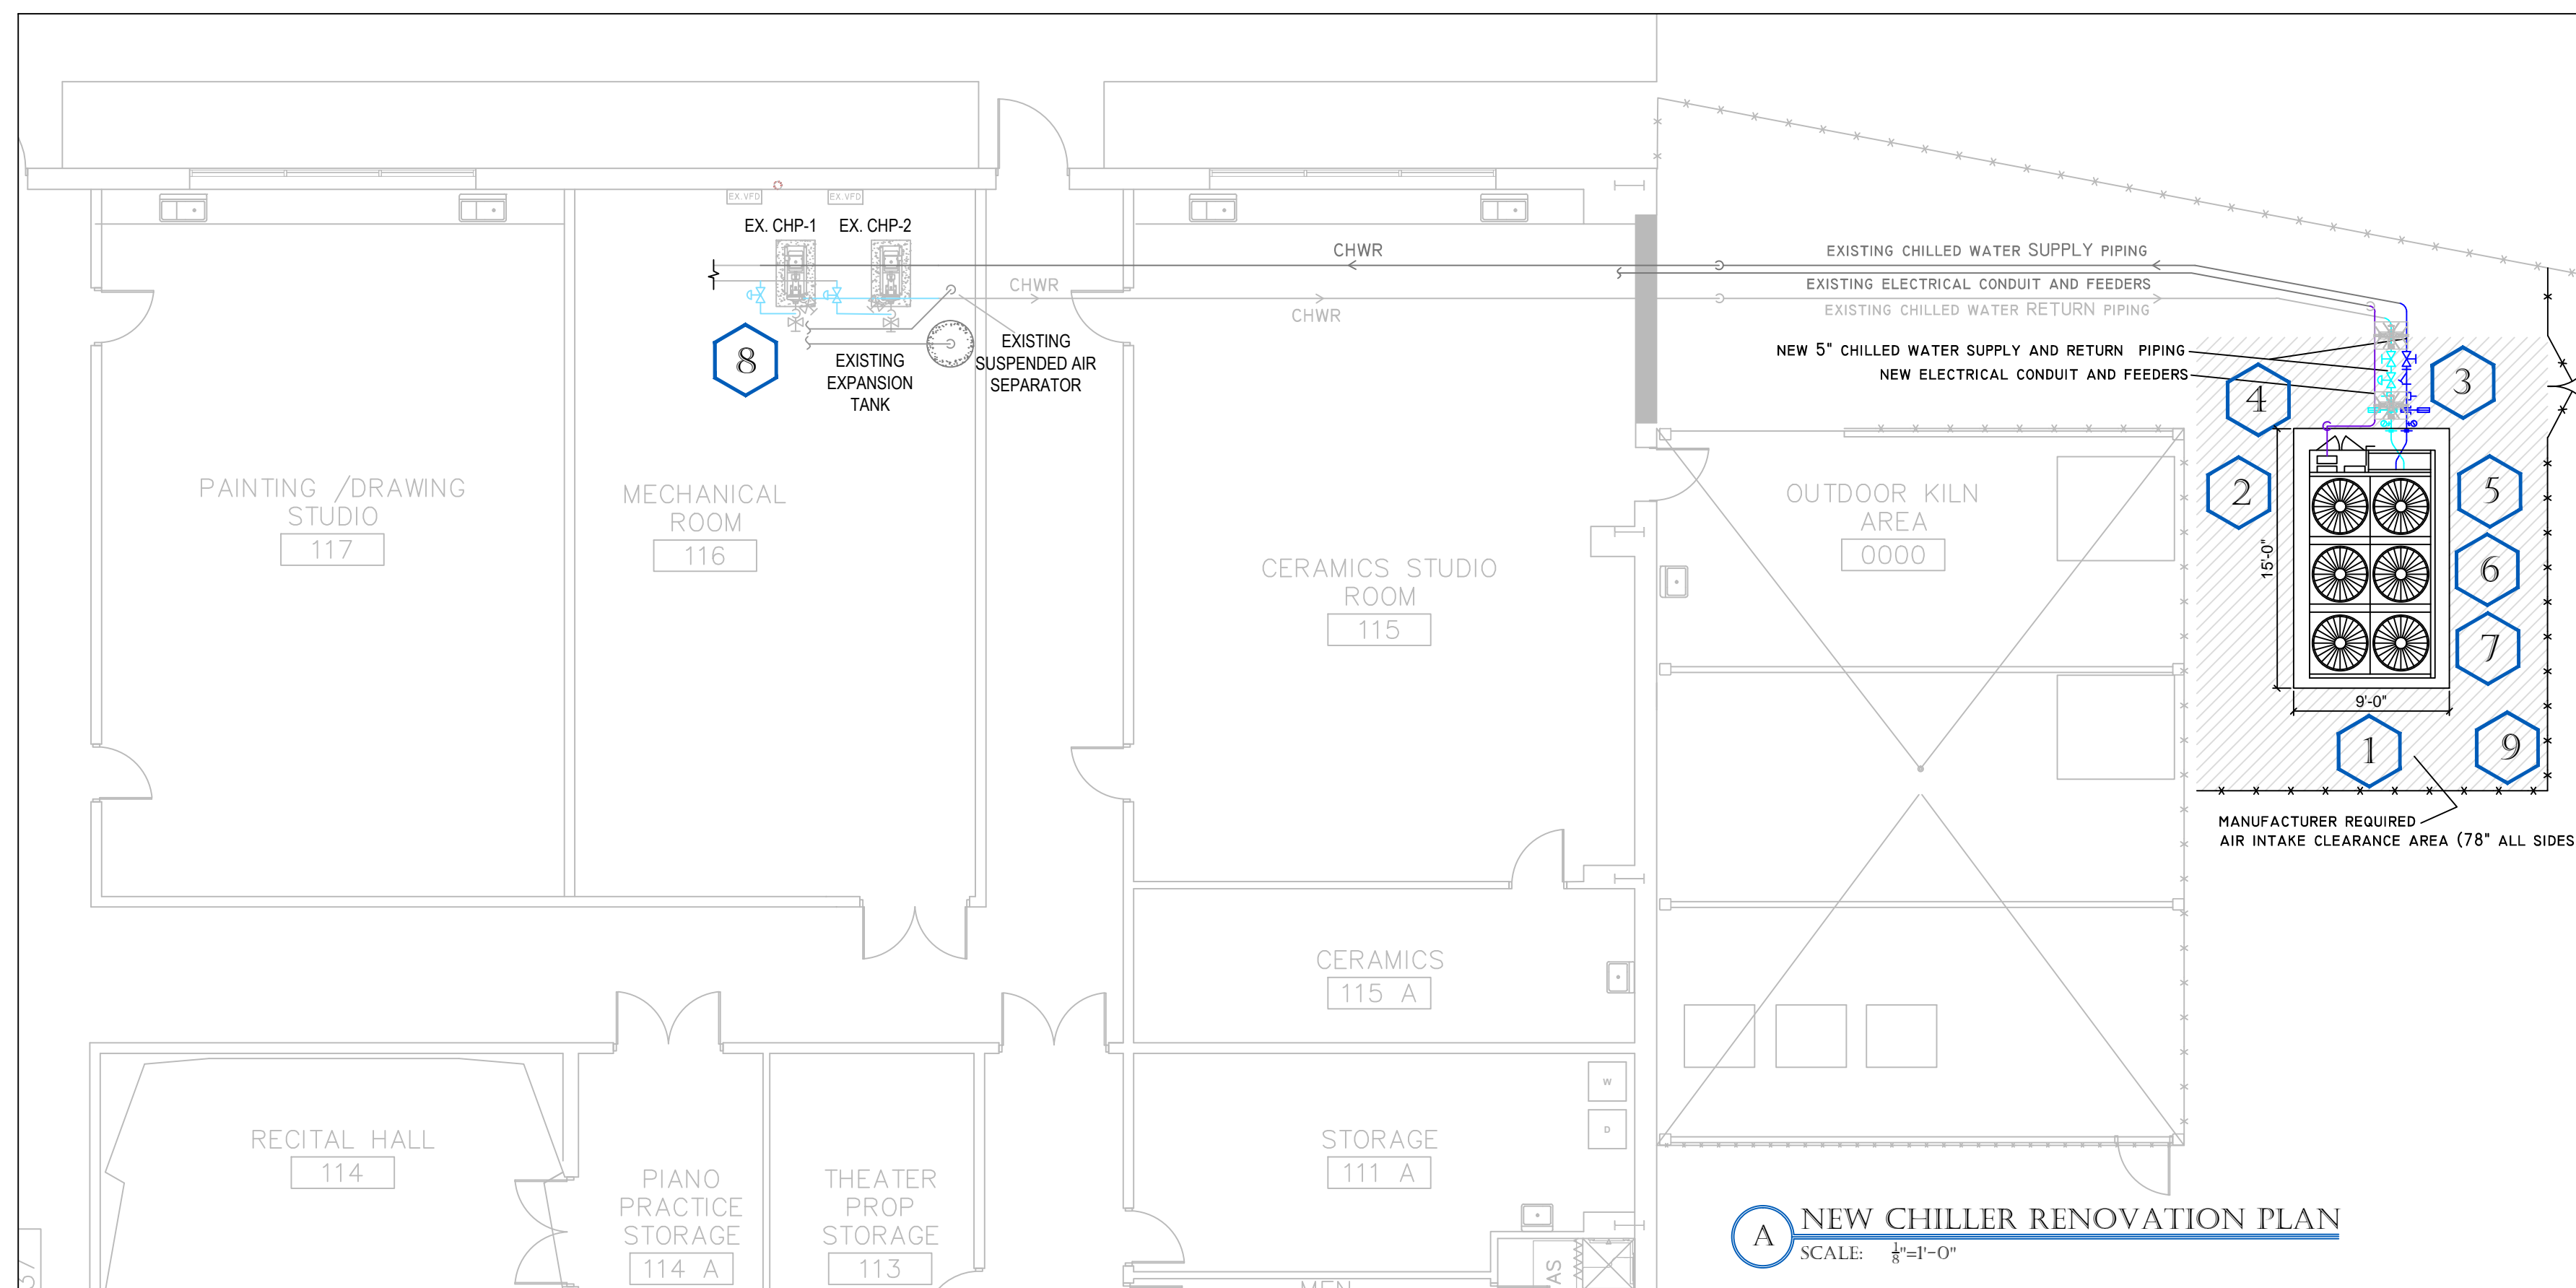 EX.VFD
EX.VFD
EX. CHP-1
EX. CHP-2
CHWR
CHWR
CHWR
EXISTING CHILLED WATER SUPPLY PIPING
EXISTING ELECTRICAL CONDUIT AND FEEDERS
EXISTING CHILLED WATER RETURN PIPING
NEW 5" CHILLED WATER SUPPLY AND RETURN PIPING
NEW ELECTRICAL CONDUIT AND FEEDERS
8
EXISTING
EXPANSION
TANK
EXISTING
SUSPENDED AIR
SEPARATOR
4
3
2
5
6
7
1
9
15'-0"
9'-0"
MANUFACTURER REQUIRED
AIR INTAKE CLEARANCE AREA (78" ALL SIDES
PAINTING /DRAWING
STUDIO
117
MECHANICAL
ROOM
116
CERAMICS STUDIO
ROOM
115
OUTDOOR KILN
AREA
0000
CERAMICS
115 A
RECITAL HALL
114
PIANO
PRACTICE
STORAGE
114 A
THEATER
PROP
STORAGE
113
STORAGE
111 A
W
D
MEN
AS
37
A
NEW CHILLER RENOVATION PLAN
SCALE: 1/8"=1'-0"